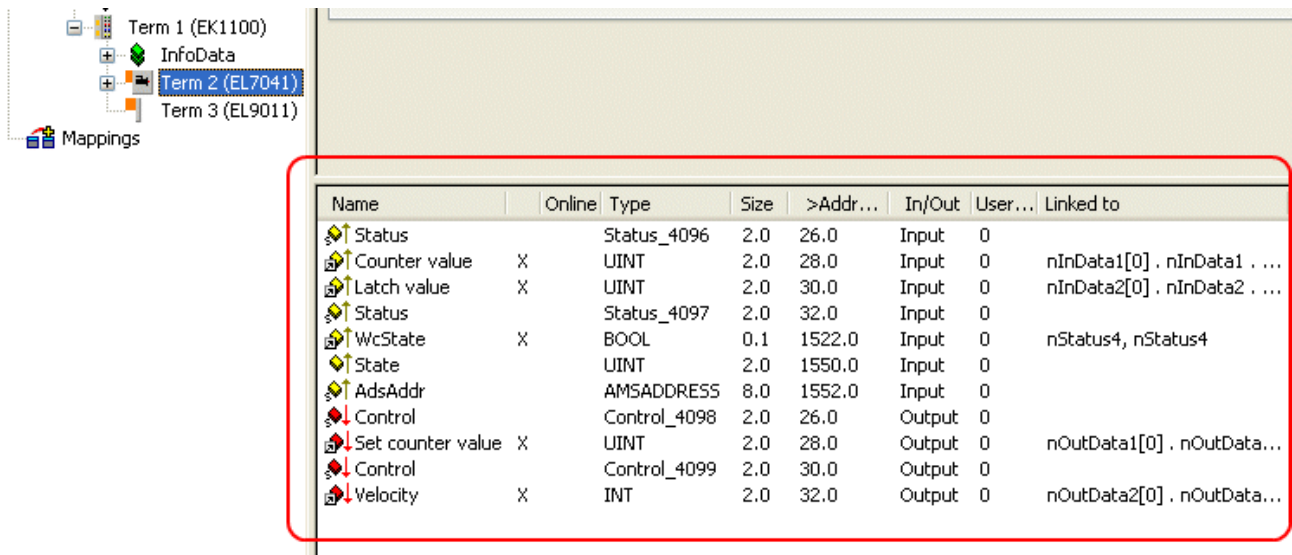 Term 1 (EK1100)
InfoData
Term 2 (EL7041)
Term 3 (EL9011)
Mappings
Name Online Type Size >Addr... In/Out User... Linked to
Status Status_4096 2.0 26.0 Input 0
Counter value X UINT 2.0 28.0 Input 0 nInData1[0] . nInData1 . ...
Latch value X UINT 2.0 30.0 Input 0 nInData2[0] . nInData2 . ...
Status Status_4097 2.0 32.0 Input 0
WcState X BOOL 0.1 1522.0 Input 0 nStatus4, nStatus4
State UINT 2.0 1550.0 Input 0
AdsAddr AMSADDRESS 8.0 1552.0 Input 0
Control Control_4098 2.0 26.0 Output 0
Set counter value X UINT 2.0 28.0 Output 0 nOutData1[0] . nOutData...
Control Control_4099 2.0 30.0 Output 0
Velocity X INT 2.0 32.0 Output 0 nOutData2[0] . nOutData...